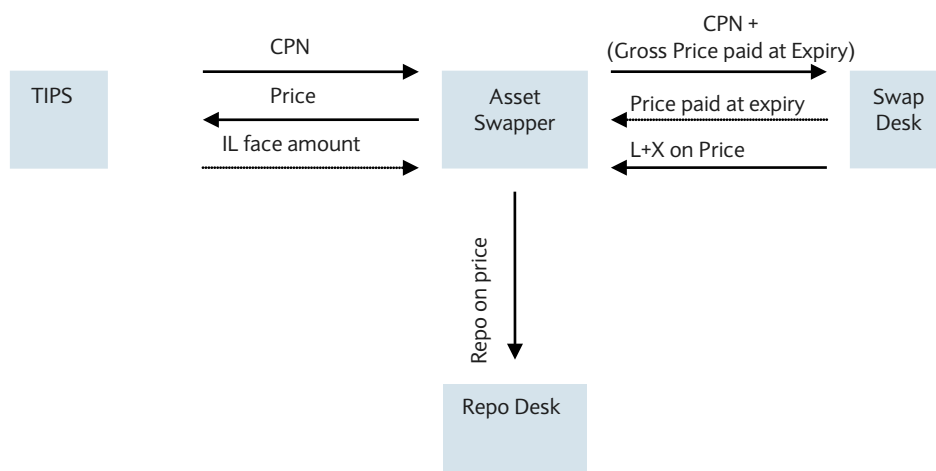 CPN
CPN +
(Gross Price paid at Expiry)
TIPS
Price
Asset
Swapper
Price paid at expiry
Swap
Desk
IL face amount
L+X on Price
Repo on price
Repo Desk